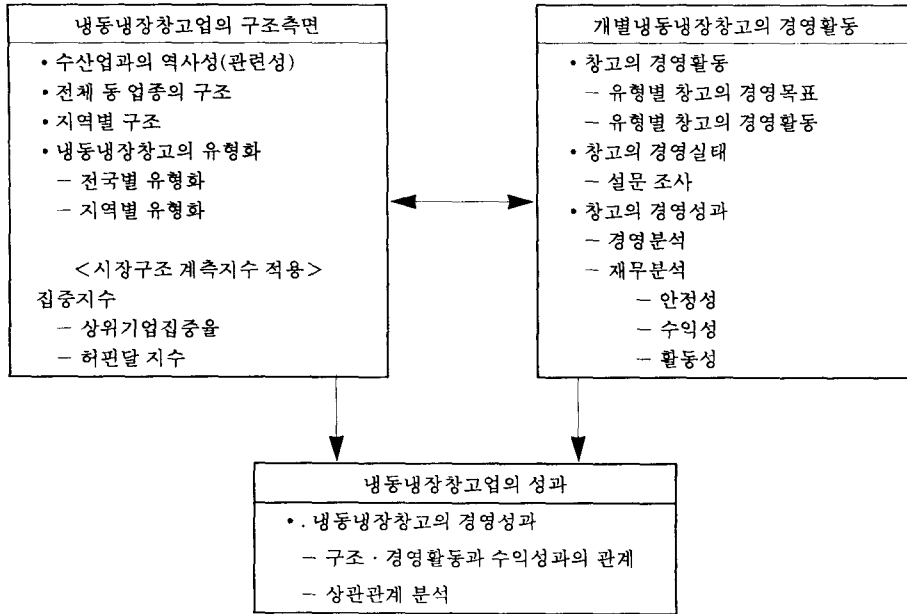 냉동냉장창고업의 구조측면
• 수산업과의 역사성(관련성)
• 전체 동 업종의 구조
• 지역별 구조
• 냉동냉장창고의 유형화
― 전국별 유형화
― 지역별 유형화
<시장구조 계측지수 적용>
집중지수
― 상위기업집중율
― 허핀달 지수
개별냉동냉장창고의 경영활동
• 창고의 경영활동
― 유형별 창고의 경영목표
― 유형별 창고의 경영활동
• 창고의 경영실태
― 설문 조사
• 창고의 경영성과
― 경영분석
― 재무분석
― 안정성
― 수익성
― 활동성
냉동냉장창고업의 성과
• . 냉동냉장창고의 경영성과
― 구조 · 경영활동과 수익성과의 관계
― 상관관계 분석